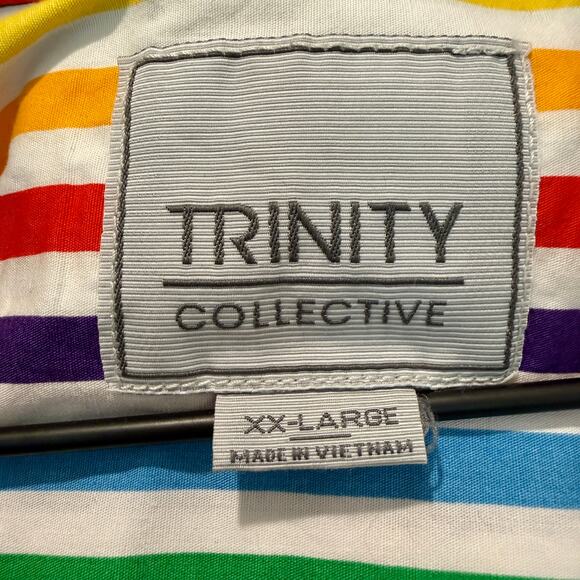 TRINITY
COLLECTIVE
XX-LARGE
MADE IN VIETNAM